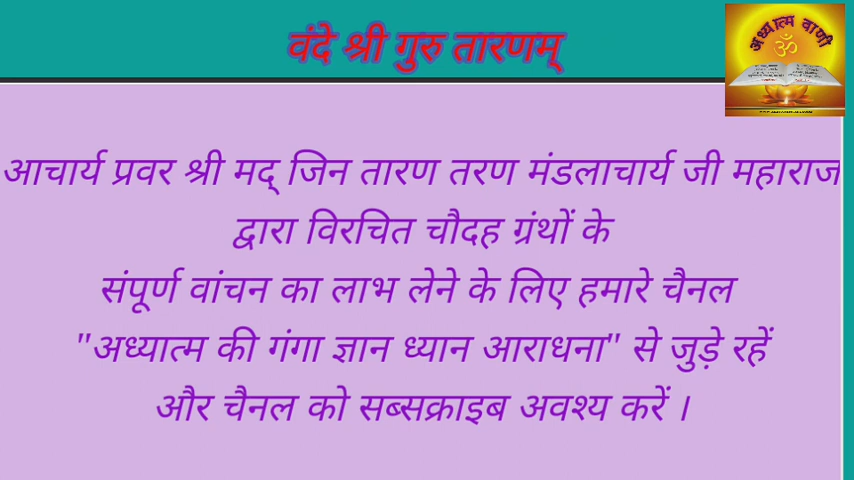 वंदे श्री गुरु तारणम्
अध्यात्म वाणी
ॐ
आचार्य प्रवर श्री मद् जिन तारण तरण मंडलाचार्य जी महाराज
द्वारा विरचित चौदह ग्रंथों के
संपूर्ण वांचन का लाभ लेने के लिए हमारे चैनल
"अध्यात्म की गंगा ज्ञान ध्यान आराधना" से जुड़े रहें
और चैनल को सब्सक्राइब अवश्य करें ।